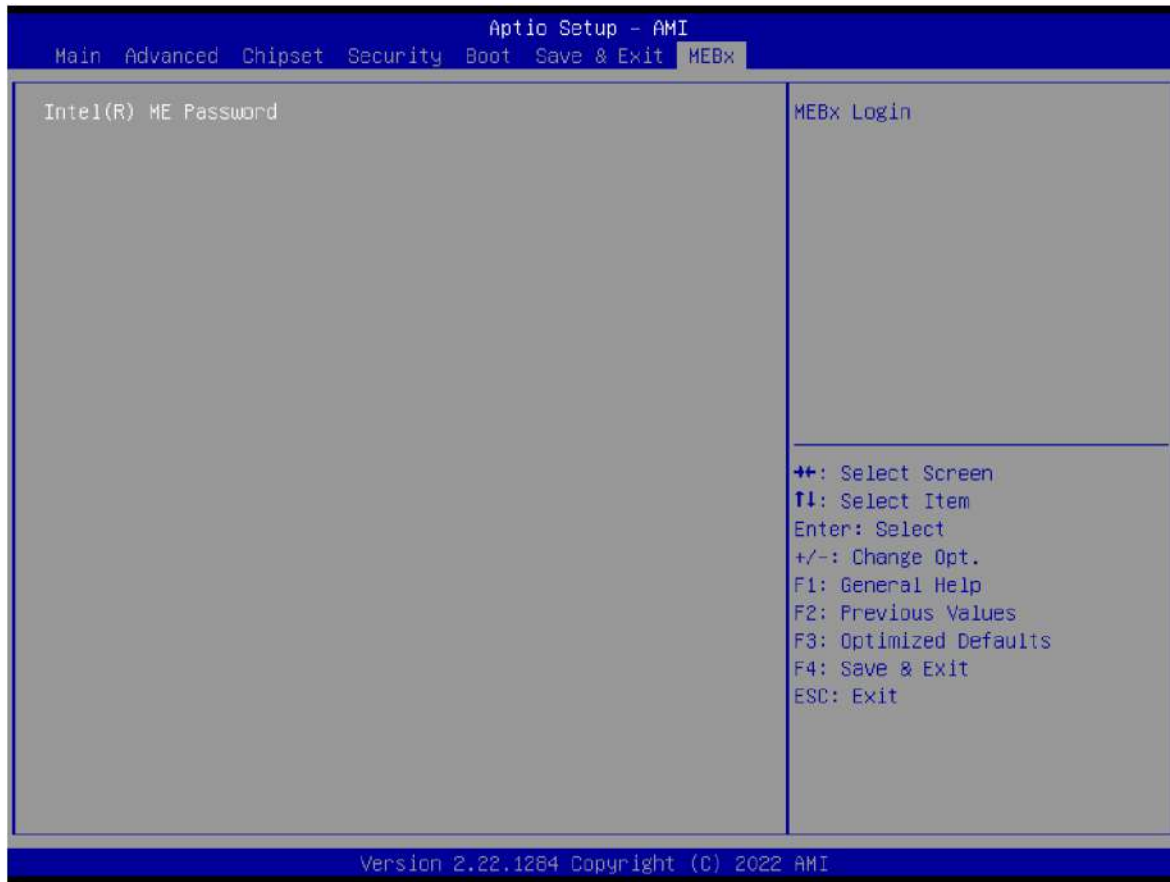 Aptio Setup - AMI
Main Advanced Chipset Security Boot Save & Exit MEBx
Intel(R) ME Password
MEBx Login
→←: Select Screen
↑↓: Select Item
Enter: Select
+/-: Change Opt.
F1: General Help
F2: Previous Values
F3: Optimized Defaults
F4: Save & Exit
ESC: Exit
Version 2.22.1284 Copyright (C) 2022 AMI